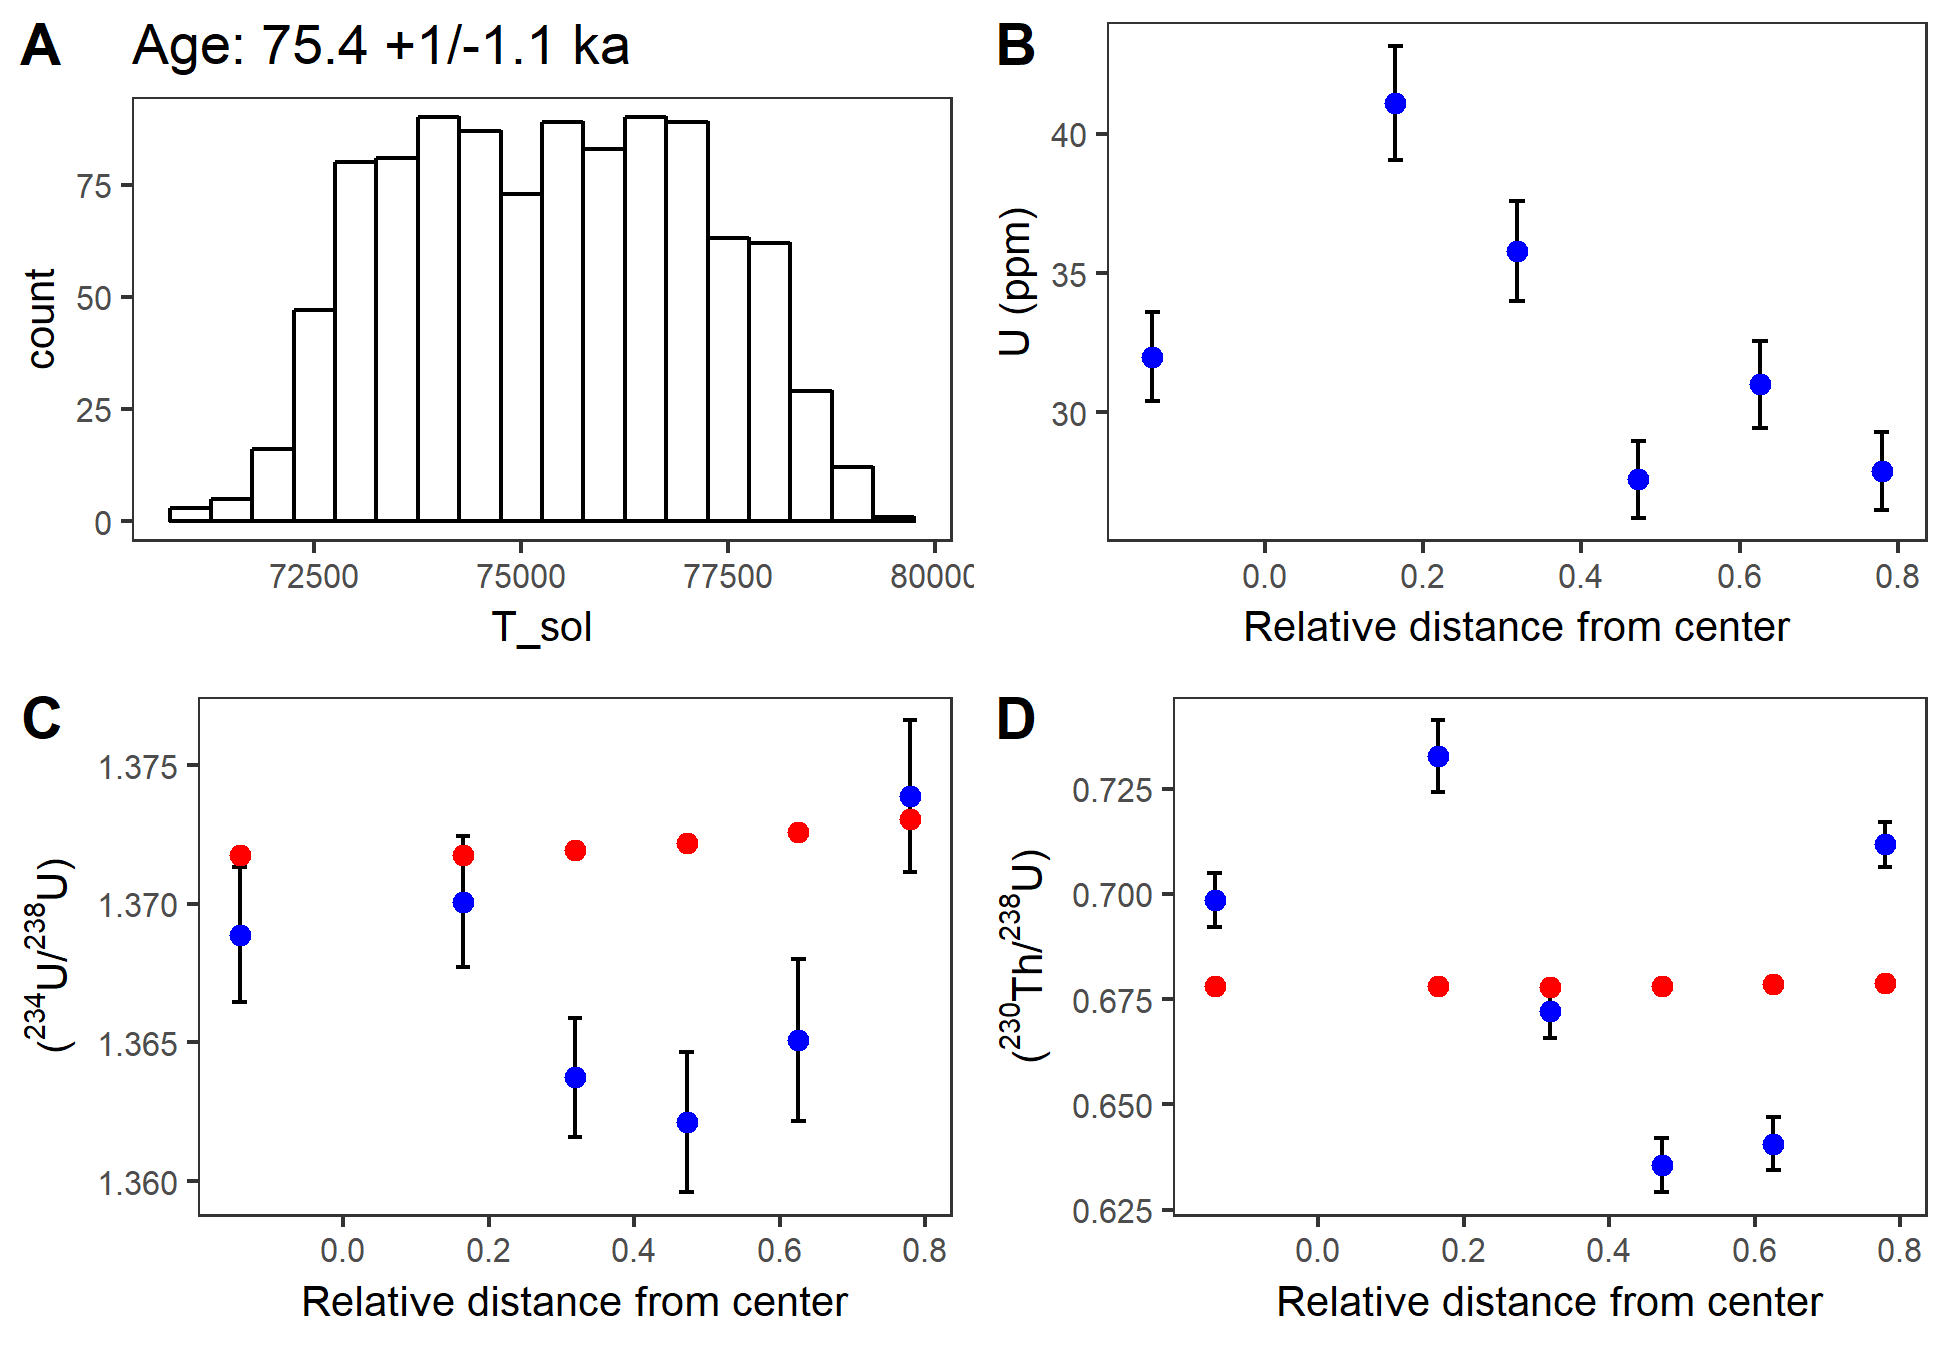 A Age: 75.4 +1/-1.1 ka
count
75
50
25
0
72500 75000 77500 80000
T_sol
B
U (ppm)
40
35
30
0.0 0.2 0.4 0.6 0.8
Relative distance from center
C
(²³⁴U/²³⁸U)
1.375
1.370
1.365
1.360
0.0 0.2 0.4 0.6 0.8
Relative distance from center
D
(²³⁰Th/²³⁸U)
0.725
0.700
0.675
0.650
0.625
0.0 0.2 0.4 0.6 0.8
Relative distance from center